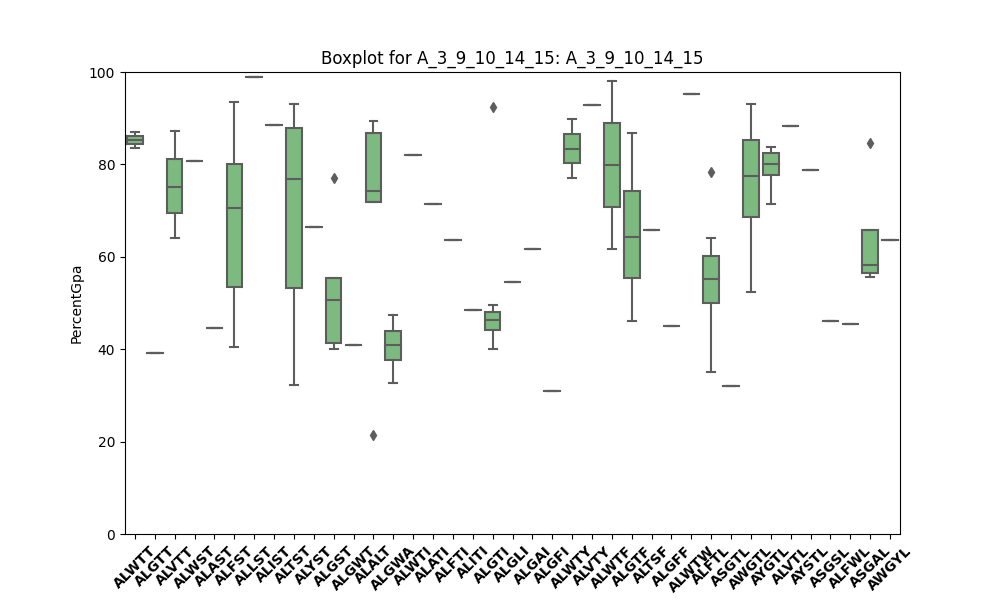 Boxplot for A_3_9_10_14_15: A_3_9_10_14_15
PercentGpa
100
80
60
40
20
0
ALWTT
ALGTT
ALVTT
ALWST
ALAST
ALFST
ALLST
ALIST
ALTST
ALYST
ALGST
ALGWT
ALALT
ALGWA
ALWTI
ALATI
ALFTI
ALITI
ALGTI
ALGLI
ALGAI
ALGFI
ALWTY
ALVTY
ALWTF
ALGTF
ALTSF
ALGFF
ALWTW
ALFTL
ASGTL
AWGTL
AYGTL
ALVTL
AYSTL
ASGSL
ALFWL
ASGAL
AWGYL